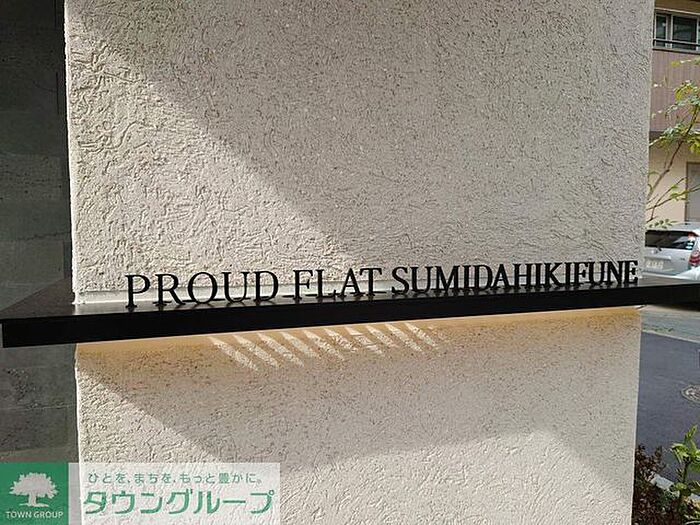 PROUD FLAT SUMIDAHIKIFUNE
ひとを、まちを、もっと豊かに。
タウングループ
TOWN GROUP